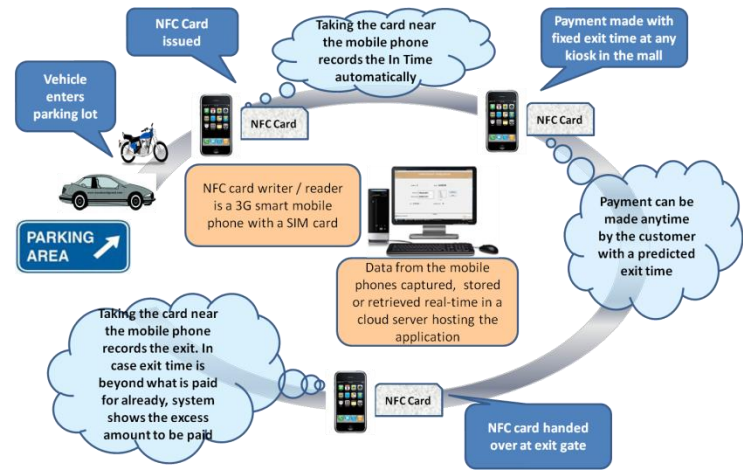 NFC Card
issued
Taking the card near
the mobile phone
records the In Time
automatically
Payment made with
fixed exit time at any
kiosk in the mall
Vehicle
enters
parking lot
NFC Card
NFC Card
NFC card writer / reader
is a 3G smart mobile
phone with a SIM card
Payment can be
made anytime
by the customer
with a predicted
exit time
PARKING
AREA
Data from the mobile
phones captured, stored
or retrieved real-time in a
cloud server hosting the
application
Taking the card near
the mobile phone
records the exit. In
case exit time is
beyond what is paid
for already, system
shows the excess
amount to be paid
NFC Card
NFC card handed
over at exit gate